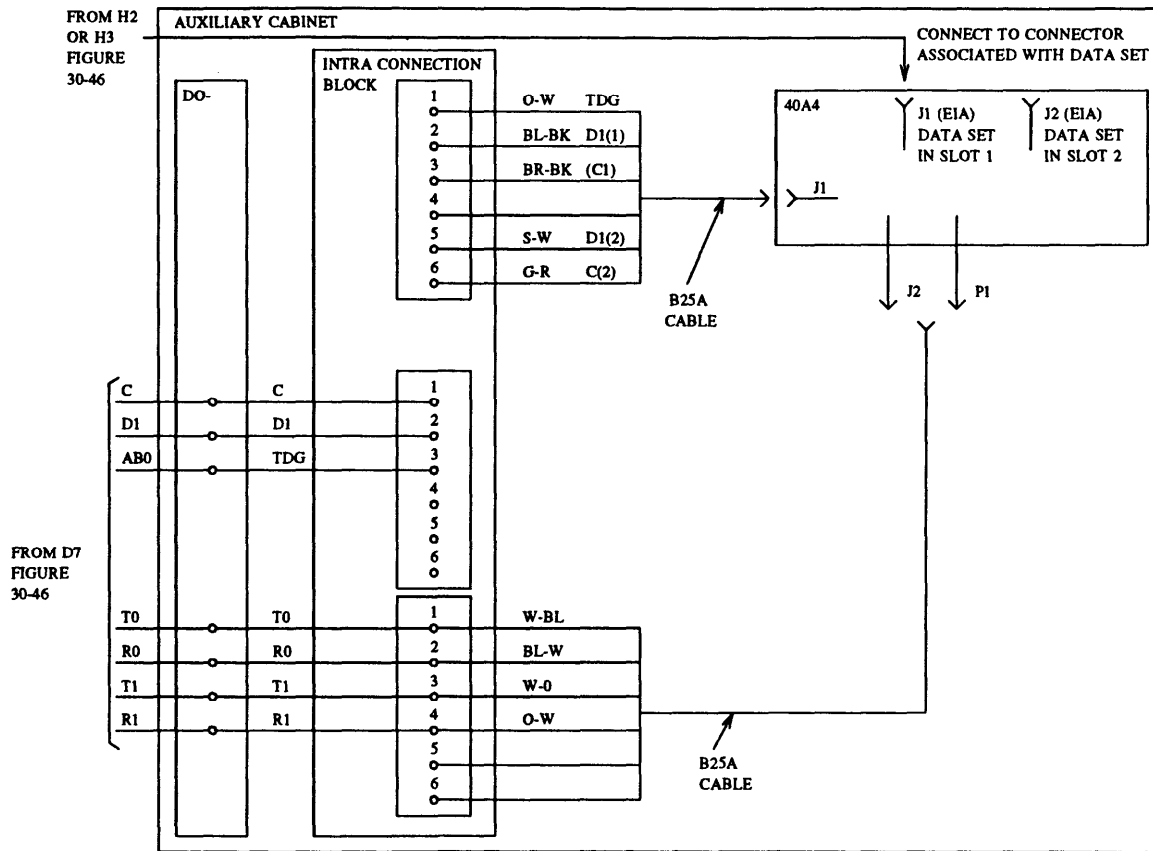 FROM H2
OR H3
FIGURE
30-46
AUXILIARY CABINET
CONNECT TO CONNECTOR
ASSOCIATED WITH DATA SET
INTRA CONNECTION
BLOCK
DO-
1
O-W TDG
2
BL-BK D1(1)
3
BR-BK (C1)
4
5
S-W D1(2)
6
G-R C(2)
B25A
CABLE
40A4
J1 (EIA)
DATA SET
IN SLOT 1
J2 (EIA)
DATA SET
IN SLOT 2
J1
J2
P1
FROM D7
FIGURE
30-46
C C 1
D1 D1 2
AB0 TDG 3
4
5
6
T0 T0 1 W-BL
R0 R0 2 BL-W
T1 T1 3 W-0
R1 R1 4 O-W
5
6
B25A
CABLE